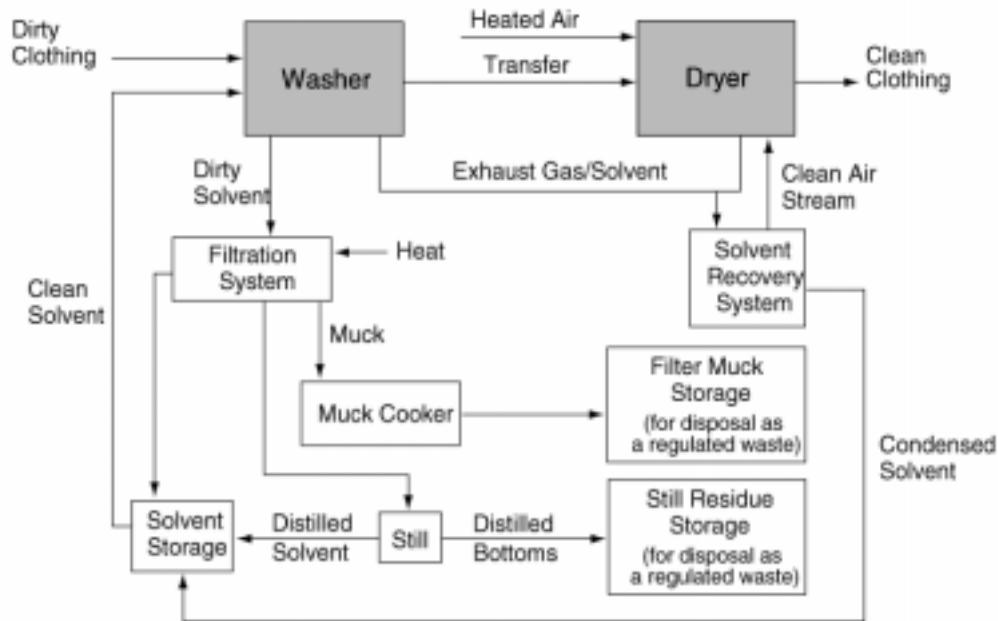 Dirty
Clothing
Washer
Heated Air
Transfer
Dryer
Clean
Clothing
Dirty
Solvent
Exhaust Gas/Solvent
Clean Air
Stream
Filtration
System
Heat
Solvent
Recovery
System
Clean
Solvent
Muck
Muck Cooker
Filter Muck
Storage
(for disposal as
a regulated waste)
Condensed
Solvent
Solvent
Storage
Distilled
Solvent
Still
Distilled
Bottoms
Still Residue
Storage
(for disposal as
a regulated waste)